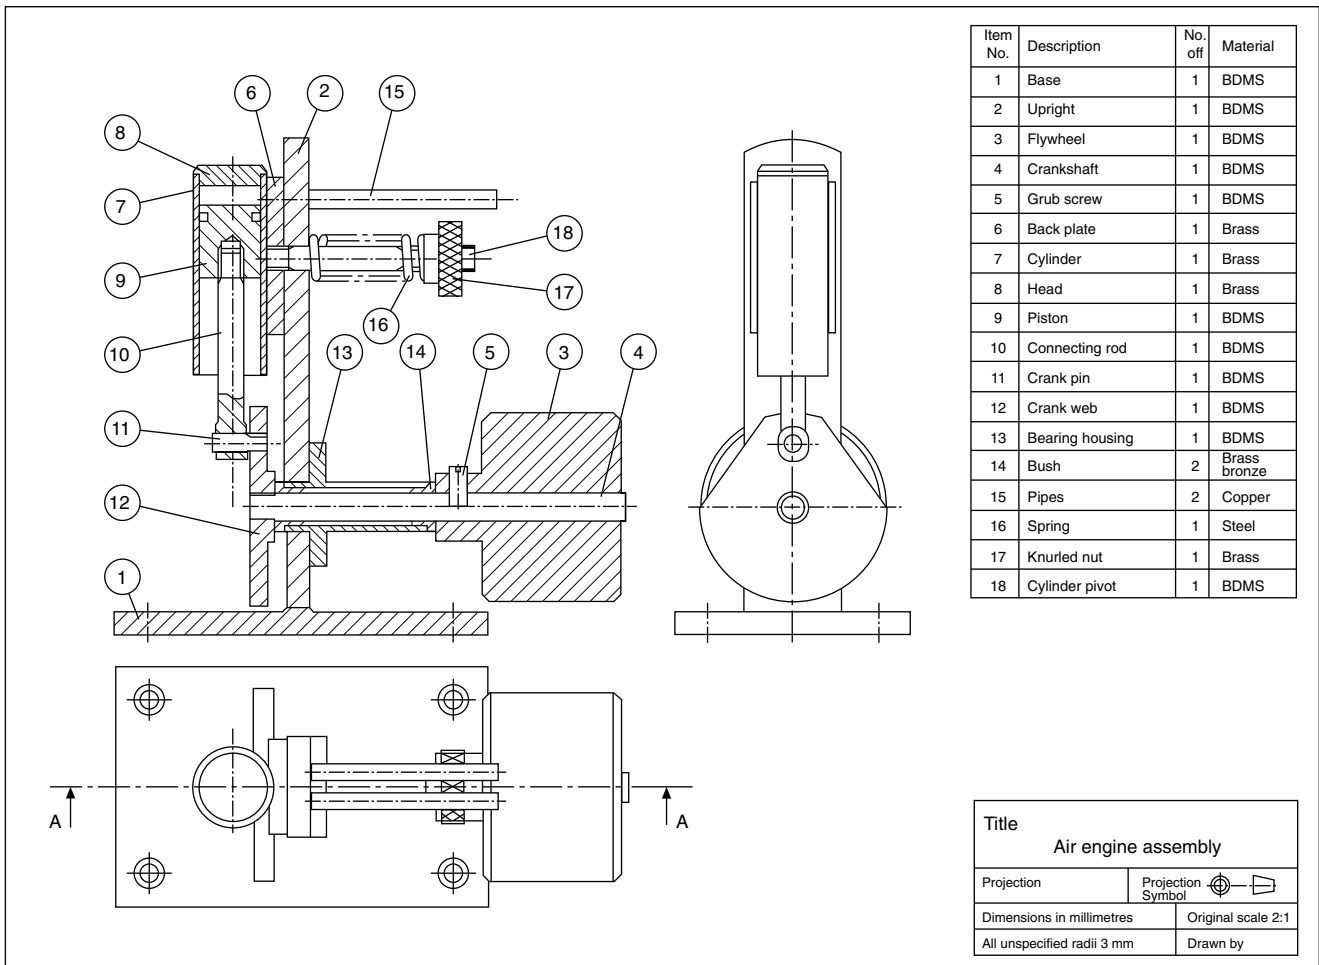 6
2
15
8
7
18
9
17
16
10
13
14
5
3
4
11
12
1
A
A
Item No. Description No. off Material
1 Base 1 BDMS
2 Upright 1 BDMS
3 Flywheel 1 BDMS
4 Crankshaft 1 BDMS
5 Grub screw 1 BDMS
6 Back plate 1 Brass
7 Cylinder 1 Brass
8 Head 1 Brass
9 Piston 1 BDMS
10 Connecting rod 1 BDMS
11 Crank pin 1 BDMS
12 Crank web 1 BDMS
13 Bearing housing 1 BDMS
14 Bush 2 Brass bronze
15 Pipes 2 Copper
16 Spring 1 Steel
17 Knurled nut 1 Brass
18 Cylinder pivot 1 BDMS
Title
Air engine assembly
Projection Projection Symbol
Dimensions in millimetres Original scale 2:1
All unspecified radii 3 mm Drawn by